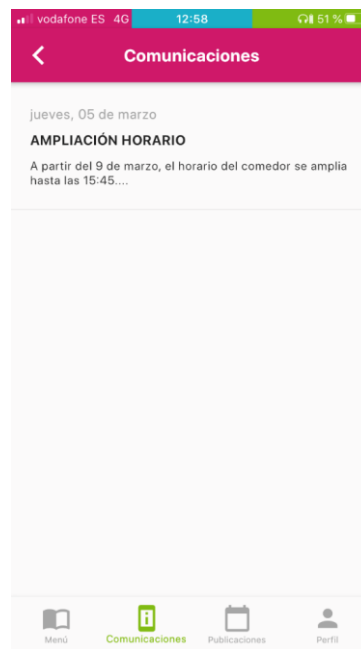 vodafone ES 4G 12:58 51 %
Comunicaciones
jueves, 05 de marzo
AMPLIACIÓN HORARIO
A partir del 9 de marzo, el horario del comedor se amplia
hasta las 15:45....
Menú Comunicaciones Publicaciones Perfil